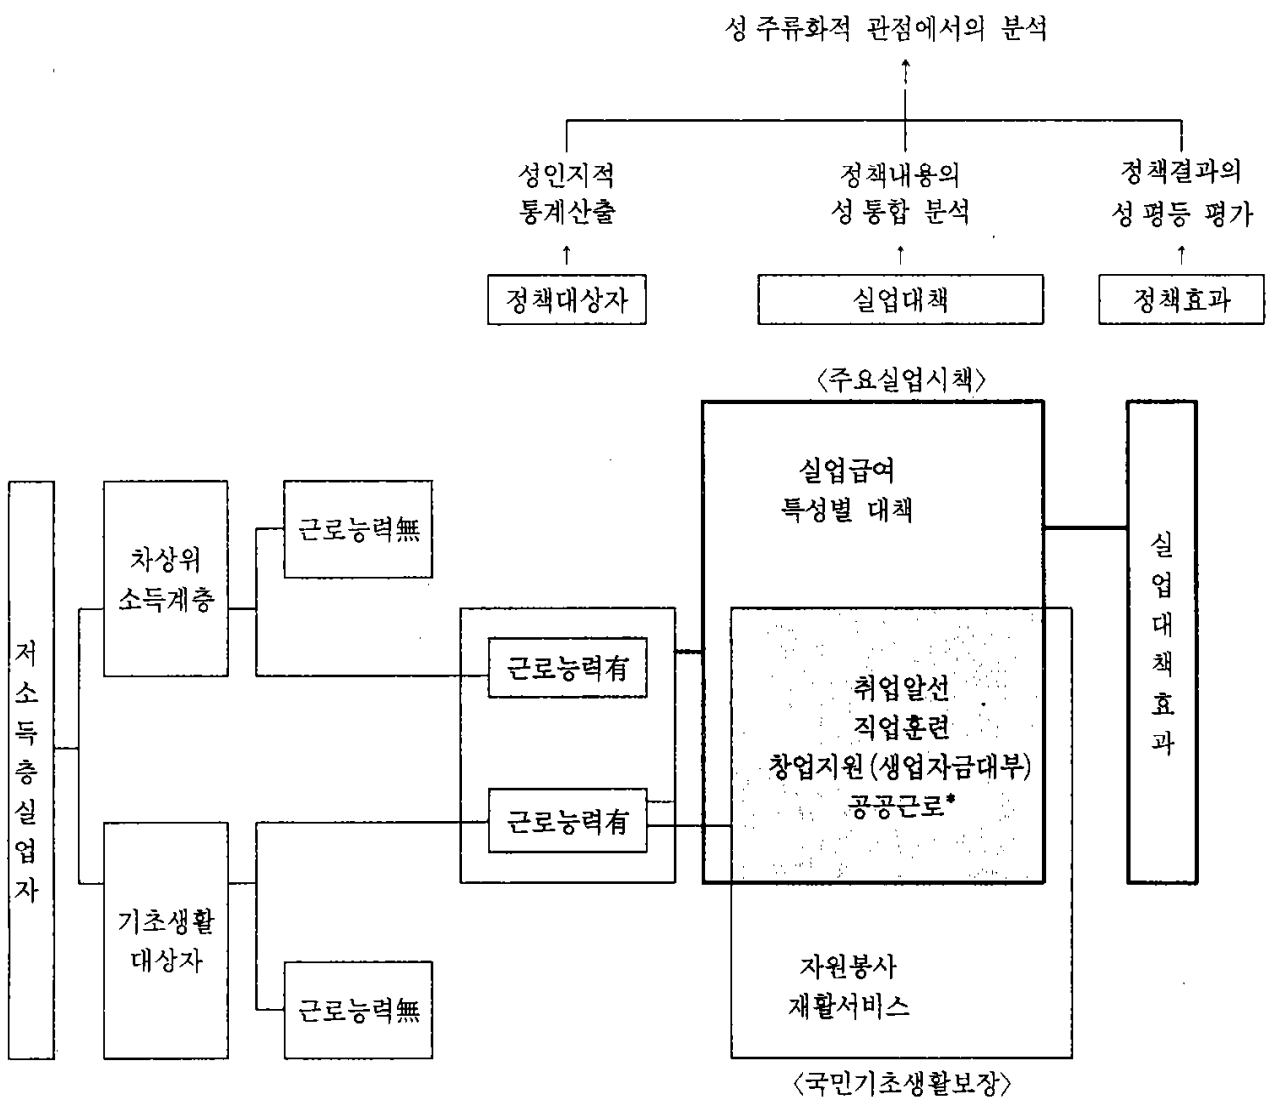 성 주류화적 관점에서의 분석
성인지적
통계산출
정책내용의
성 통합 분석
정책결과의
성 평등 평가
정책대상자
실업대책
정책효과
〈주요실업시책〉
실업급여
특성별 대책
저소득층실업자
차상위
소득계층
근로능력無
근로능력有
취업알선
직업훈련
창업지원(생업자금대부)
공공근로*
실업대책효과
근로능력有
기초생활
대상자
근로능력無
자원봉사
재활서비스
〈국민기초생활보장〉